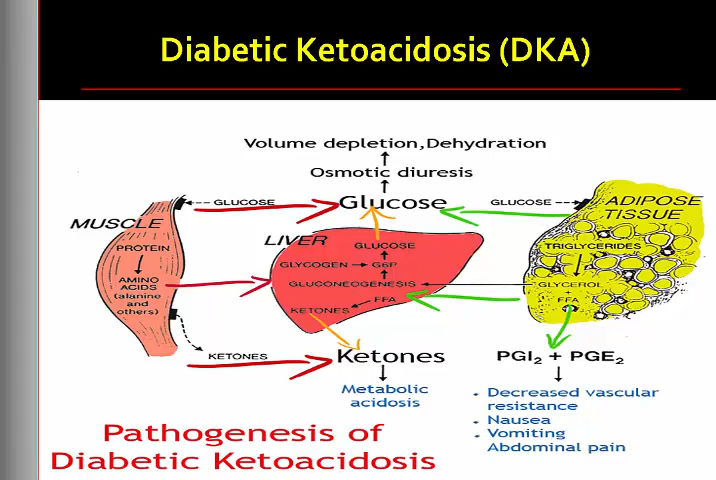 Diabetic Ketoacidosis (DKA)
Volume depletion,Dehydration
Osmotic diuresis
Glucose
GLUCOSE
GLUCOSE
MUSCLE
PROTEIN
AMINO
ACIDS
(alanine
and
others)
KETONES
LIVER
GLUCOSE
GLYCOGEN
G6P
GLUCONEOGENESIS
FFA
KETONES
ADIPOSE
TISSUE
TRIGLYCERIDES
GLYCEROL
+
FFA
Ketones
Metabolic
acidosis
PGI₂ + PGE₂
• Decreased vascular
resistance
• Nausea
• Vomiting
Abdominal pain
Pathogenesis of
Diabetic Ketoacidosis